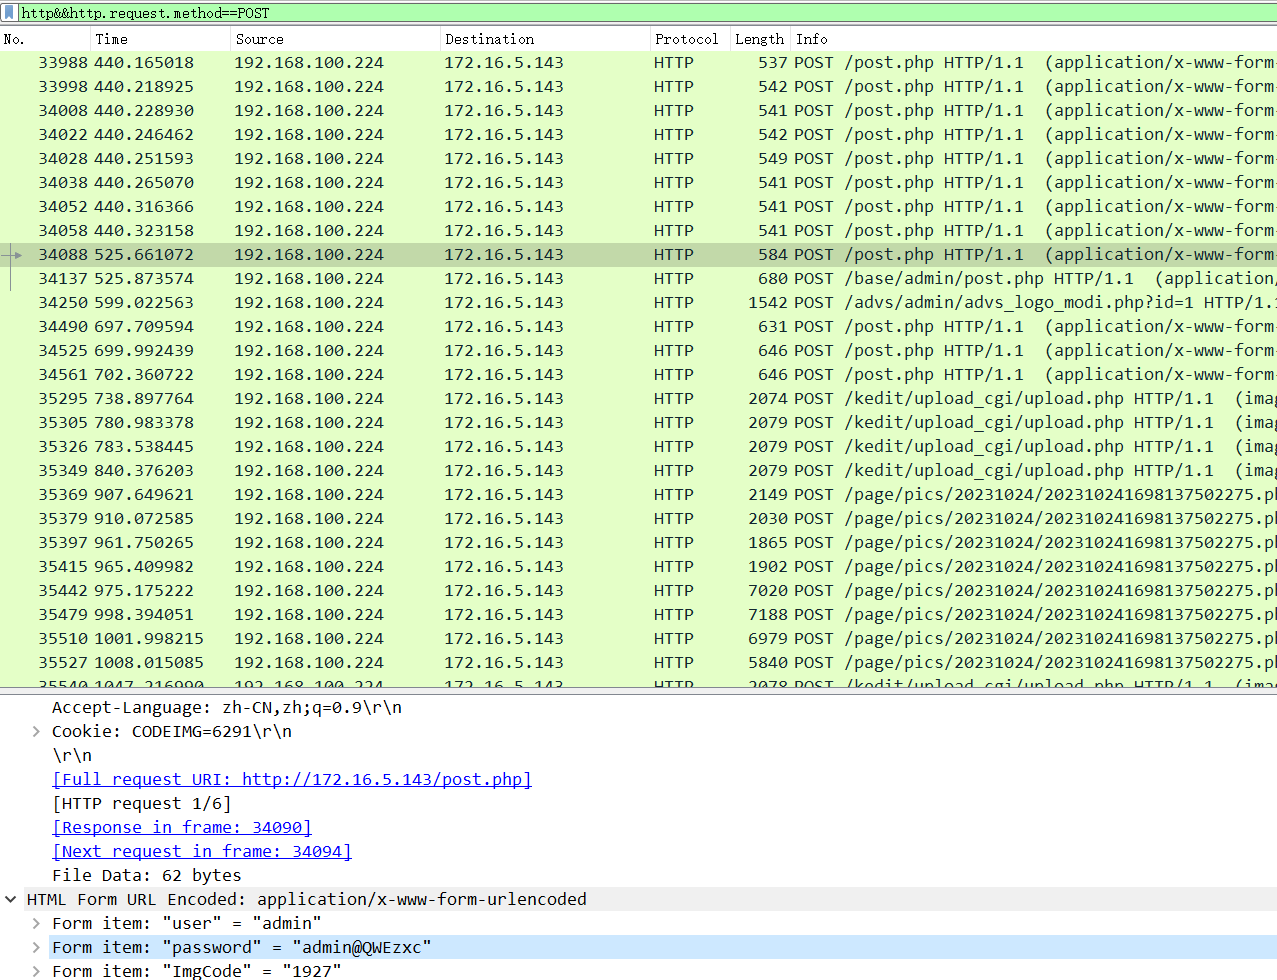 http&&http.request.method==POST
No. Time Source Destination Protocol Length Info
33988 440.165018 192.168.100.224 172.16.5.143 HTTP 537 POST /post.php HTTP/1.1 (application/x-www-form-
33998 440.218925 192.168.100.224 172.16.5.143 HTTP 542 POST /post.php HTTP/1.1 (application/x-www-form-
34008 440.228930 192.168.100.224 172.16.5.143 HTTP 541 POST /post.php HTTP/1.1 (application/x-www-form-
34022 440.246462 192.168.100.224 172.16.5.143 HTTP 542 POST /post.php HTTP/1.1 (application/x-www-form-
34028 440.251593 192.168.100.224 172.16.5.143 HTTP 549 POST /post.php HTTP/1.1 (application/x-www-form-
34038 440.265070 192.168.100.224 172.16.5.143 HTTP 541 POST /post.php HTTP/1.1 (application/x-www-form-
34052 440.316366 192.168.100.224 172.16.5.143 HTTP 541 POST /post.php HTTP/1.1 (application/x-www-form-
34058 440.323158 192.168.100.224 172.16.5.143 HTTP 541 POST /post.php HTTP/1.1 (application/x-www-form-
34088 525.661072 192.168.100.224 172.16.5.143 HTTP 584 POST /post.php HTTP/1.1 (application/x-www-form-
34137 525.873574 192.168.100.224 172.16.5.143 HTTP 680 POST /base/admin/post.php HTTP/1.1 (application/
34250 599.022563 192.168.100.224 172.16.5.143 HTTP 1542 POST /advs/admin/advs_logo_modi.php?id=1 HTTP/1.1
34490 697.709594 192.168.100.224 172.16.5.143 HTTP 631 POST /post.php HTTP/1.1 (application/x-www-form-
34525 699.992439 192.168.100.224 172.16.5.143 HTTP 646 POST /post.php HTTP/1.1 (application/x-www-form-
34561 702.360722 192.168.100.224 172.16.5.143 HTTP 646 POST /post.php HTTP/1.1 (application/x-www-form-
35295 738.897764 192.168.100.224 172.16.5.143 HTTP 2074 POST /kedit/upload_cgi/upload.php HTTP/1.1 (imag
35305 780.983378 192.168.100.224 172.16.5.143 HTTP 2079 POST /kedit/upload_cgi/upload.php HTTP/1.1 (imag
35326 783.538445 192.168.100.224 172.16.5.143 HTTP 2079 POST /kedit/upload_cgi/upload.php HTTP/1.1 (imag
35349 840.376203 192.168.100.224 172.16.5.143 HTTP 2079 POST /kedit/upload_cgi/upload.php HTTP/1.1 (imag
35369 907.649621 192.168.100.224 172.16.5.143 HTTP 2149 POST /page/pics/20231024/202310241698137502275.ph
35379 910.072585 192.168.100.224 172.16.5.143 HTTP 2030 POST /page/pics/20231024/202310241698137502275.ph
35397 961.750265 192.168.100.224 172.16.5.143 HTTP 1865 POST /page/pics/20231024/202310241698137502275.ph
35415 965.409982 192.168.100.224 172.16.5.143 HTTP 1902 POST /page/pics/20231024/202310241698137502275.ph
35442 975.175222 192.168.100.224 172.16.5.143 HTTP 7020 POST /page/pics/20231024/202310241698137502275.ph
35479 998.394051 192.168.100.224 172.16.5.143 HTTP 7188 POST /page/pics/20231024/202310241698137502275.ph
35510 1001.998215 192.168.100.224 172.16.5.143 HTTP 6979 POST /page/pics/20231024/202310241698137502275.ph
35527 1008.015085 192.168.100.224 172.16.5.143 HTTP 5840 POST /page/pics/20231024/202310241698137502275.ph
35540 1047.216990 192.168.100.224 172.16.5.143 HTTP 2078 POST /kedit/upload_cgi/upload.php HTTP/1.1 (imag
Accept-Language: zh-CN,zh;q=0.9\r\n
Cookie: CODEIMG=6291\r\n
\r\n
[Full request URI: http://172.16.5.143/post.php]
[HTTP request 1/6]
[Response in frame: 34090]
[Next request in frame: 34094]
File Data: 62 bytes
HTML Form URL Encoded: application/x-www-form-urlencoded
Form item: "user" = "admin"
Form item: "password" = "admin@QWEzxc"
Form item: "ImgCode" = "1927"